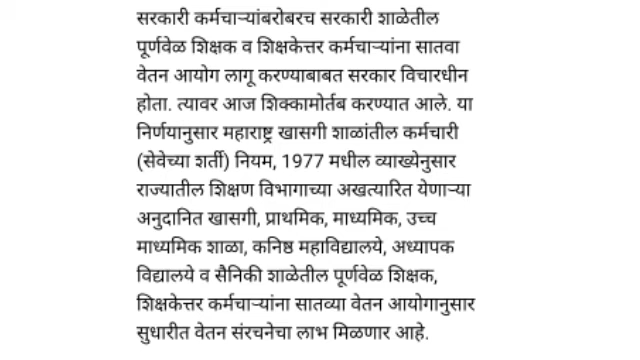 सरकारी कर्मचाऱ्यांबरोबरच सरकारी शाळेतील
पूर्णवेळ शिक्षक व शिक्षकेत्तर कर्मचाऱ्यांना सातवा
वेतन आयोग लागू करण्याबाबत सरकार विचारधीन
होता. त्यावर आज शिक्कामोर्तब करण्यात आले. या
निर्णयानुसार महाराष्ट्र खासगी शाळांतील कर्मचारी
(सेवेच्या शर्ती) नियम, 1977 मधील व्याख्येनुसार
राज्यातील शिक्षण विभागाच्या अखत्यारित येणाऱ्या
अनुदानित खासगी, प्राथमिक, माध्यमिक, उच्च
माध्यमिक शाळा, कनिष्ठ महाविद्यालये, अध्यापक
विद्यालये व सैनिकी शाळेतील पूर्णवेळ शिक्षक,
शिक्षकेत्तर कर्मचाऱ्यांना सातव्या वेतन आयोगानुसार
सुधारीत वेतन संरचनेचा लाभ मिळणार आहे.